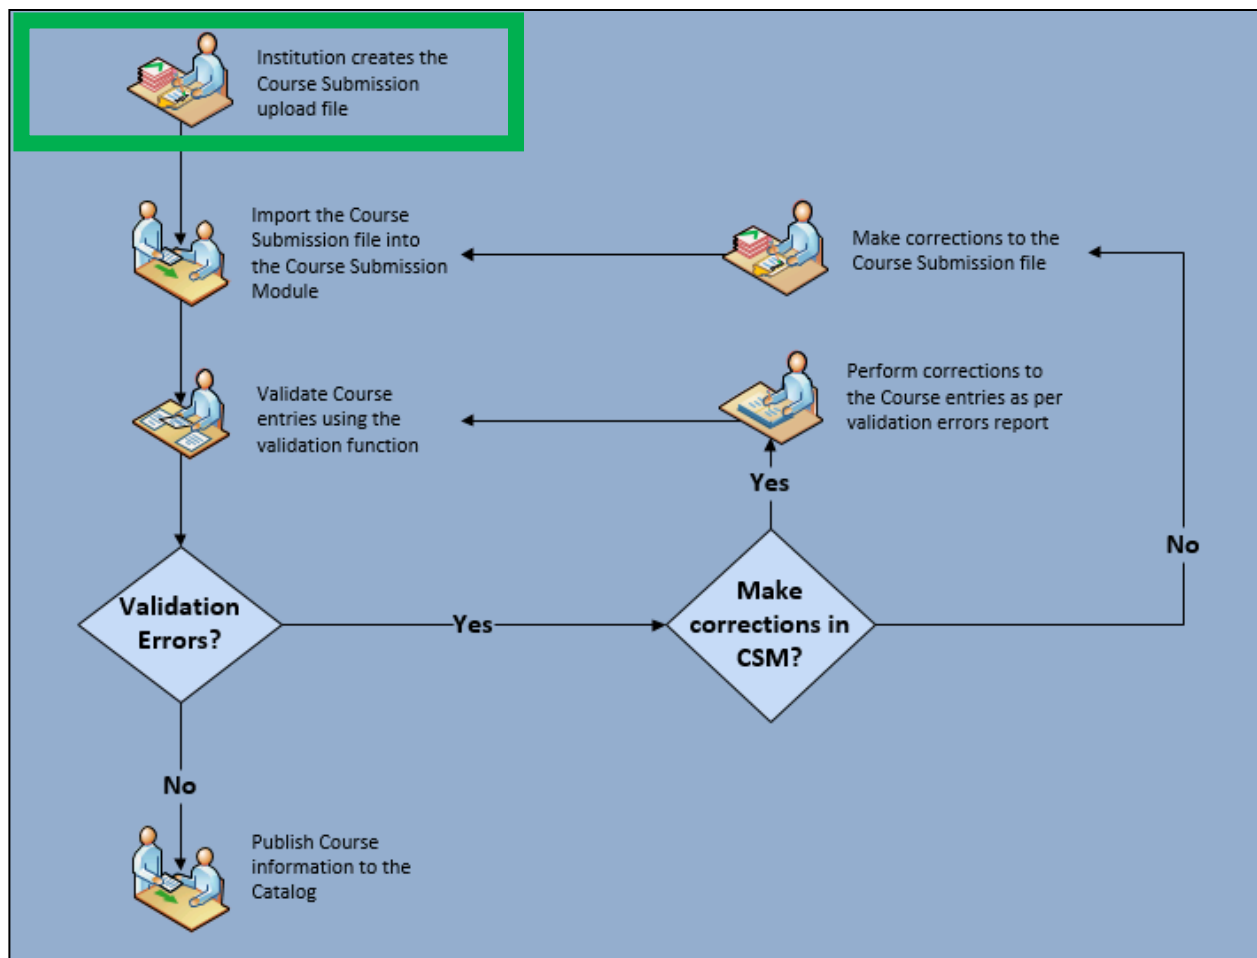 Institution creates the
Course Submission
upload file
Import the Course
Submission file into
the Course Submission
Module
Make corrections to the
Course Submission file
Validate Course
entries using the
validation function
Perform corrections to
the Course entries as per
validation errors report
Yes
No
Validation
Errors?
Yes
Make
corrections in
CSM?
No
Publish Course
information to the
Catalog